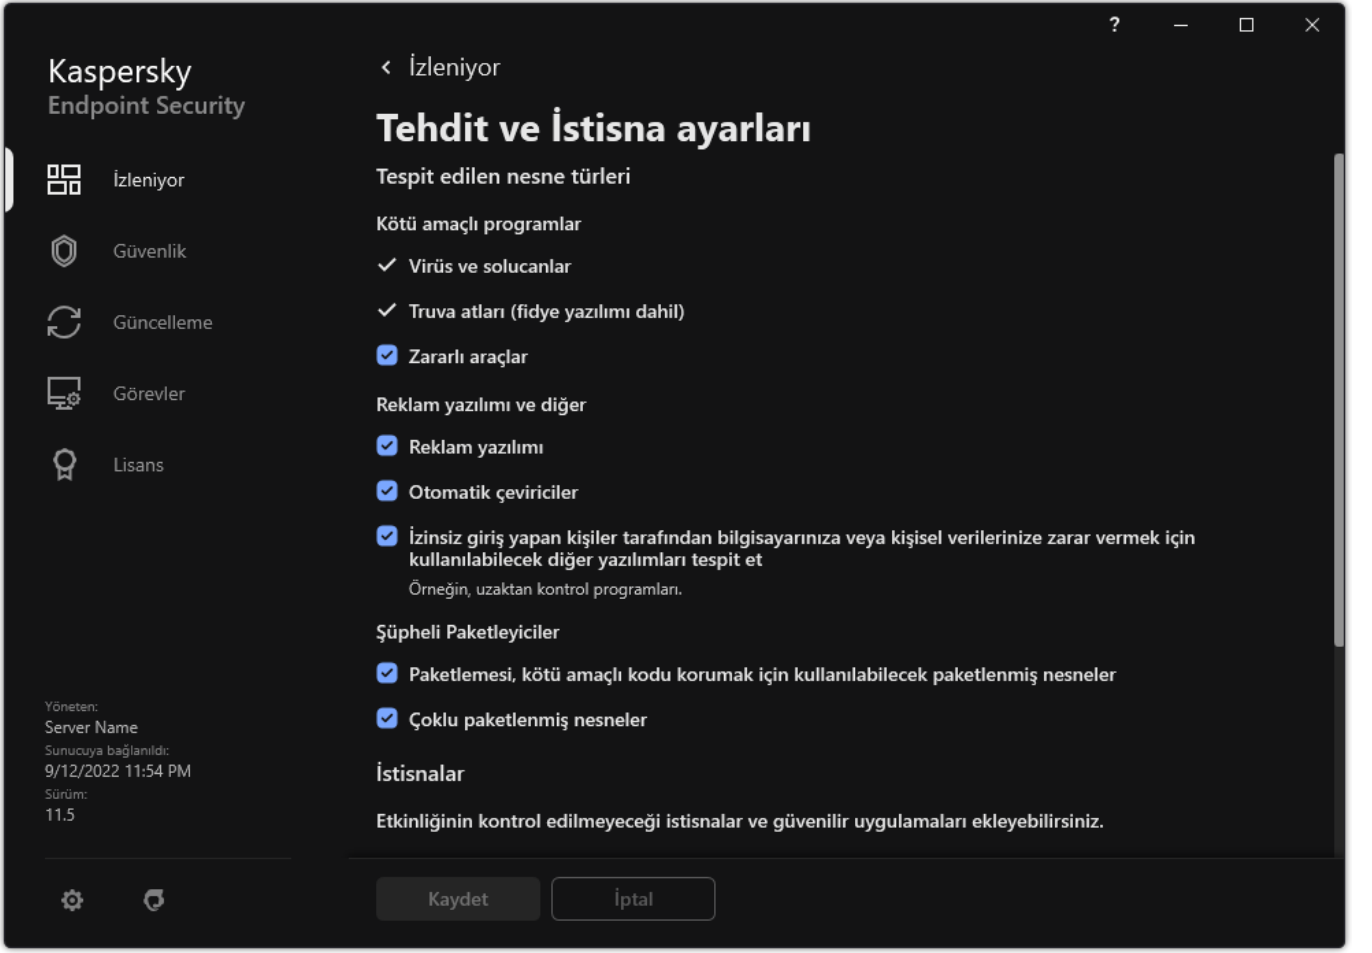 ?
Kaspersky
Endpoint Security
İzleniyor
Güvenlik
Güncelleme
Görevler
Lisans
Yöneten:
Server Name
Sunucuya bağlanıldı:
9/12/2022 11:54 PM
Sürüm:
11.5
İzleniyor
Tehdit ve İstisna ayarları
Tespit edilen nesne türleri
Kötü amaçlı programlar
Virüs ve solucanlar
Truva atları (fidye yazılımı dahil)
Zararlı araçlar
Reklam yazılımı ve diğer
Reklam yazılımı
Otomatik çeviriciler
İzinsiz giriş yapan kişiler tarafından bilgisayarınıza veya kişisel verilerinize zarar vermek için
kullanılabilecek diğer yazılımları tespit et
Örneğin, uzaktan kontrol programları.
Şüpheli Paketleyiciler
Paketlemesi, kötü amaçlı kodu korumak için kullanılabilecek paketlenmiş nesneler
Çoklu paketlenmiş nesneler
İstisnalar
Etkinliğinin kontrol edilmeyeceği istisnalar ve güvenilir uygulamaları ekleyebilirsiniz.
Kaydet
İptal